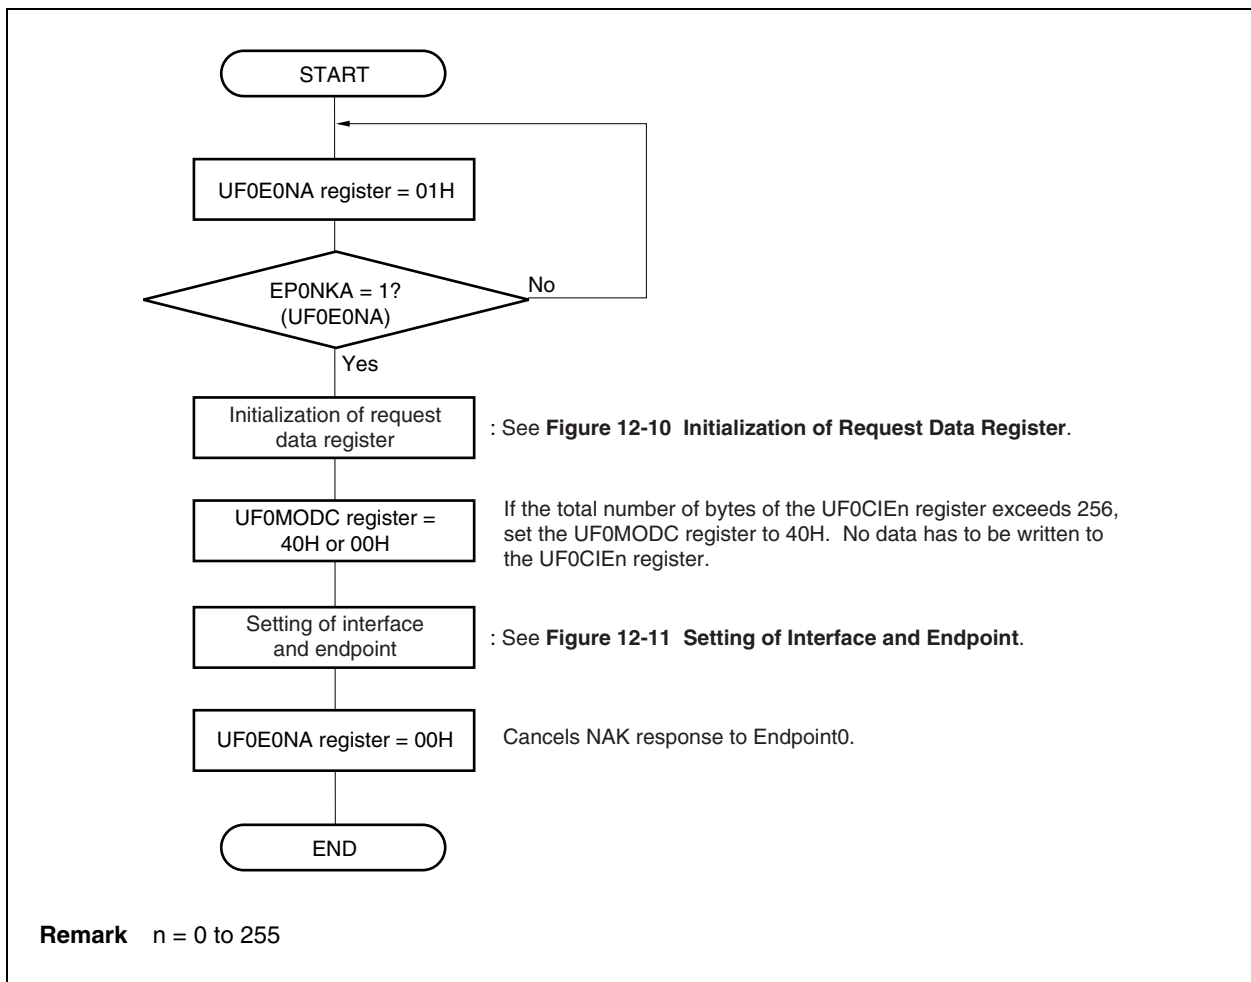 START
UF0E0NA register = 01H
EP0NKA = 1?
(UF0E0NA)
No
Yes
Initialization of request
data register
: See Figure 12-10  Initialization of Request Data Register.
UF0MODC register =
40H or 00H
If the total number of bytes of the UF0CIEn register exceeds 256,
set the UF0MODC register to 40H.  No data has to be written to
the UF0CIEn register.
Setting of interface
and endpoint
: See Figure 12-11  Setting of Interface and Endpoint.
UF0E0NA register = 00H
Cancels NAK response to Endpoint0.
END
Remark  n = 0 to 255